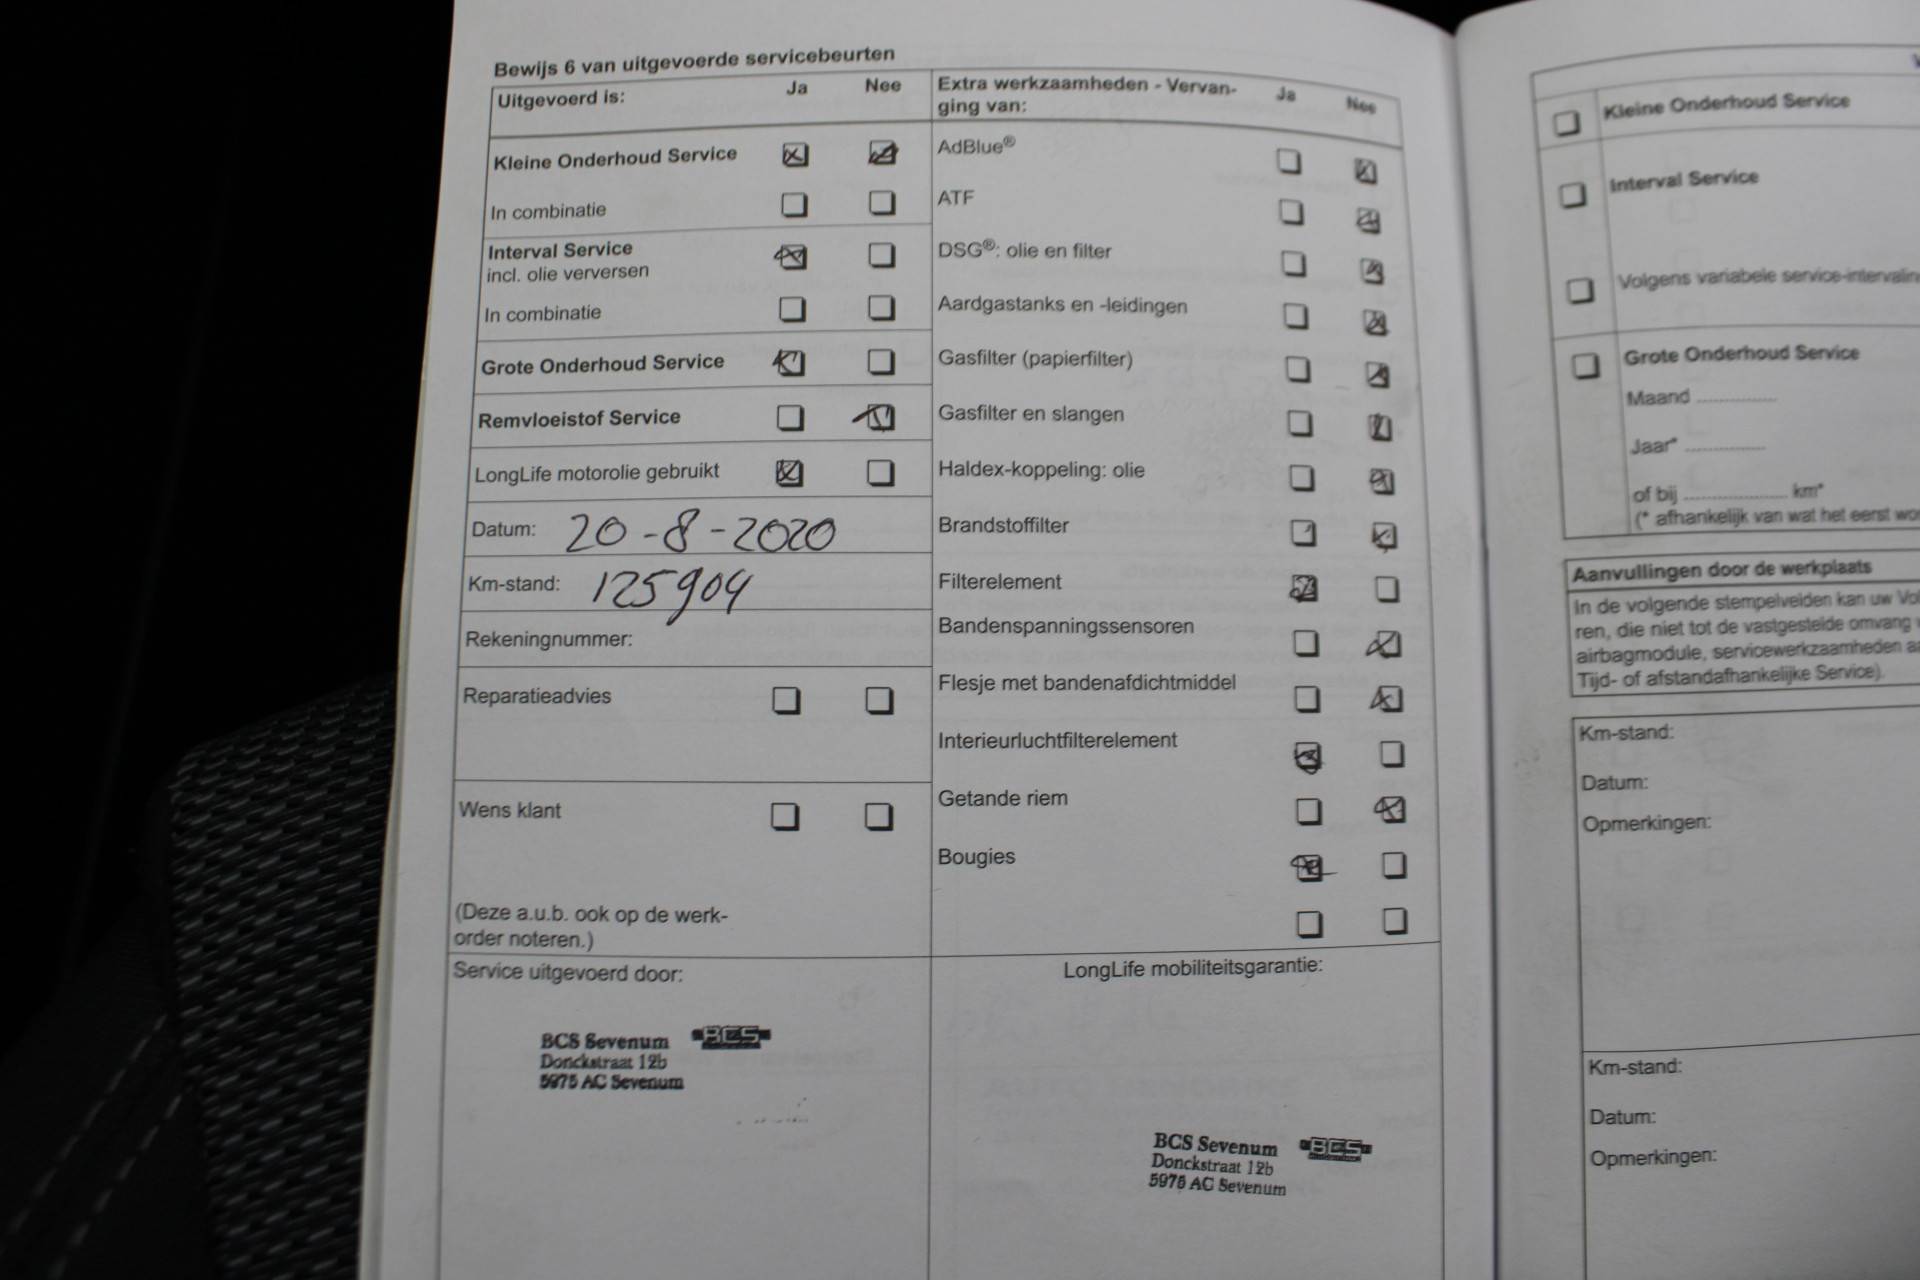 Bewijs 6 van uitgevoerde servicebeurten
Uitgevoerd is: Ja Nee
Kleine Onderhoud Service
In combinatie
Interval Service
incl. olie verversen
In combinatie
Grote Onderhoud Service
Remvloeistof Service
LongLife motorolie gebruikt
Datum: 20-8-2020
Km-stand: 125904
Rekeningnummer:
Reparatieadvies
Wens klant
(Deze a.u.b. ook op de werk-
order noteren.)
Service uitgevoerd door:
BCS Sevenum BCS
Donckstraat 12b
5975 AC Sevenum
Extra werkzaamheden - Vervan- Ja Nee
ging van:
AdBlue®
ATF
DSG®: olie en filter
Aardgastanks en -leidingen
Gasfilter (papierfilter)
Gasfilter en slangen
Haldex-koppeling: olie
Brandstoffilter
Filterelement
Bandenspanningssensoren
Flesje met bandenafdichtmiddel
Interieurluchtfilterelement
Getande riem
Bougies
LongLife mobiliteitsgarantie:
BCS Sevenum BCS
Donckstraat 12b
5975 AC Sevenum
Kleine Onderhoud Service
Interval Service
Volgens variabele
Grote Onderhoud Service
Maand ...............
Jaar* ...............
of bij ................... km*
(* afhankelijk van wat het eerst
Aanvullingen door de werkplaats
In de volgende stempelvelden kan uw
ren, die niet tot de vastgestelde omvang
airbagmodule, servicewerkzaamheden
Tijd- of afstandafhankelijke Service).
Km-stand:
Datum:
Opmerkingen:
Km-stand:
Datum:
Opmerkingen: